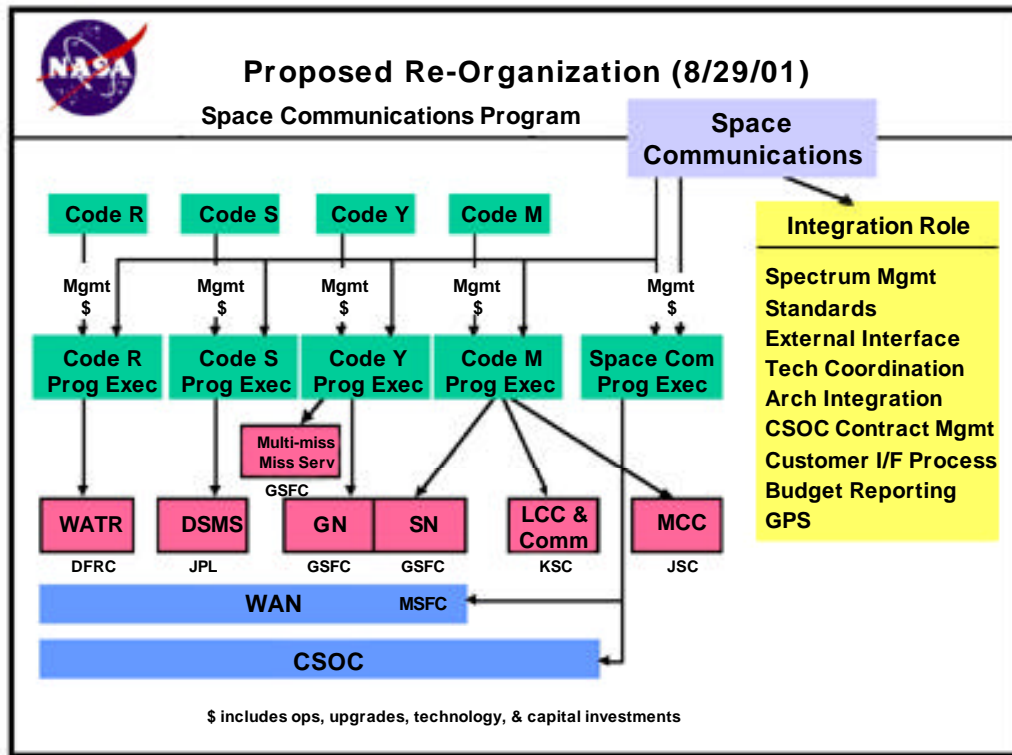 NASA
Proposed Re-Organization (8/29/01)
Space Communications Program
Space
Communications
Code R
Code S
Code Y
Code M
Integration Role
Mgmt
$
Mgmt
$
Mgmt
$
Mgmt
$
Mgmt
$
Spectrum Mgmt
Standards
External Interface
Tech Coordination
Arch Integration
CSOC Contract Mgmt
Customer I/F Process
Budget Reporting
GPS
Code R
Prog Exec
Code S
Prog Exec
Code Y
Prog Exec
Code M
Prog Exec
Space Com
Prog Exec
Multi-miss
Miss Serv
GSFC
WATR
DFRC
DSMS
JPL
GN
GSFC
SN
GSFC
LCC &
Comm
KSC
MCC
JSC
WAN
MSFC
CSOC
$ includes ops, upgrades, technology, & capital investments